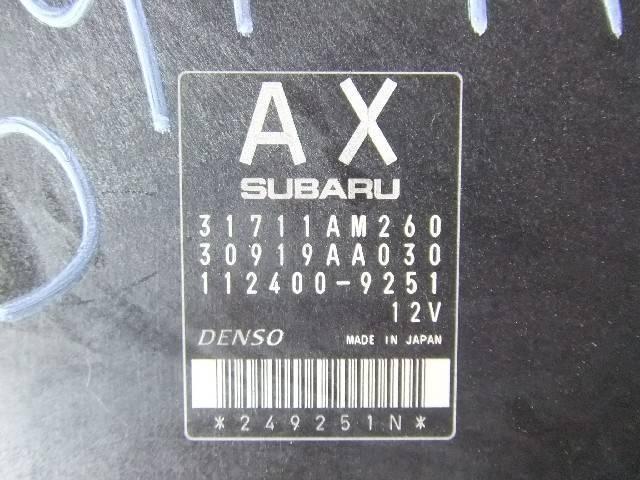 AX
SUBARU
31711AM260
30919AA030
112400-9251
12V
DENSO MADE IN JAPAN
*249251N*